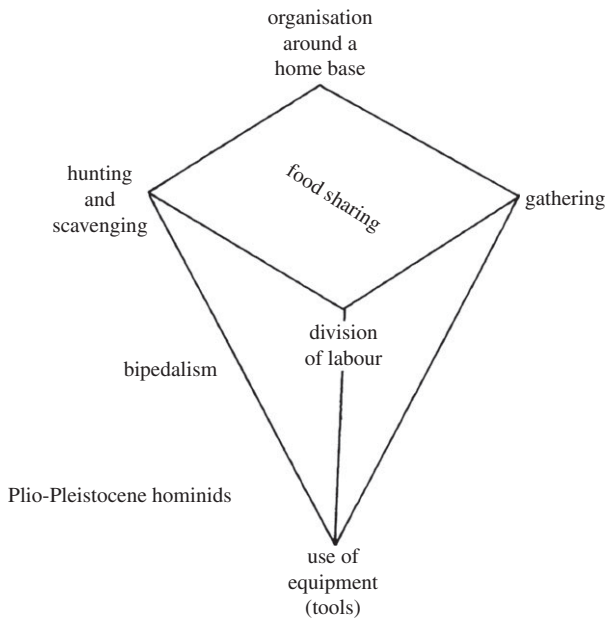 organisation
around a
home base
hunting
and
scavenging
food sharing
gathering
division
of labour
bipedalism
Plio-Pleistocene hominids
use of
equipment
(tools)